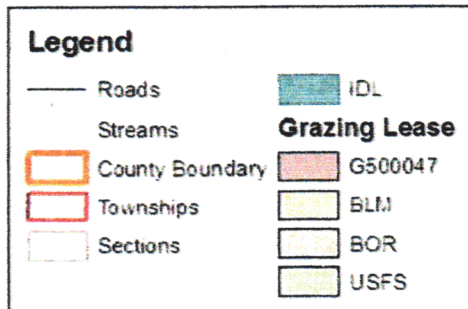 Legend
Roads
Streams
County Boundary
Townships
Sections
IDL
Grazing Lease
G500047
BLM
BOR
USFS